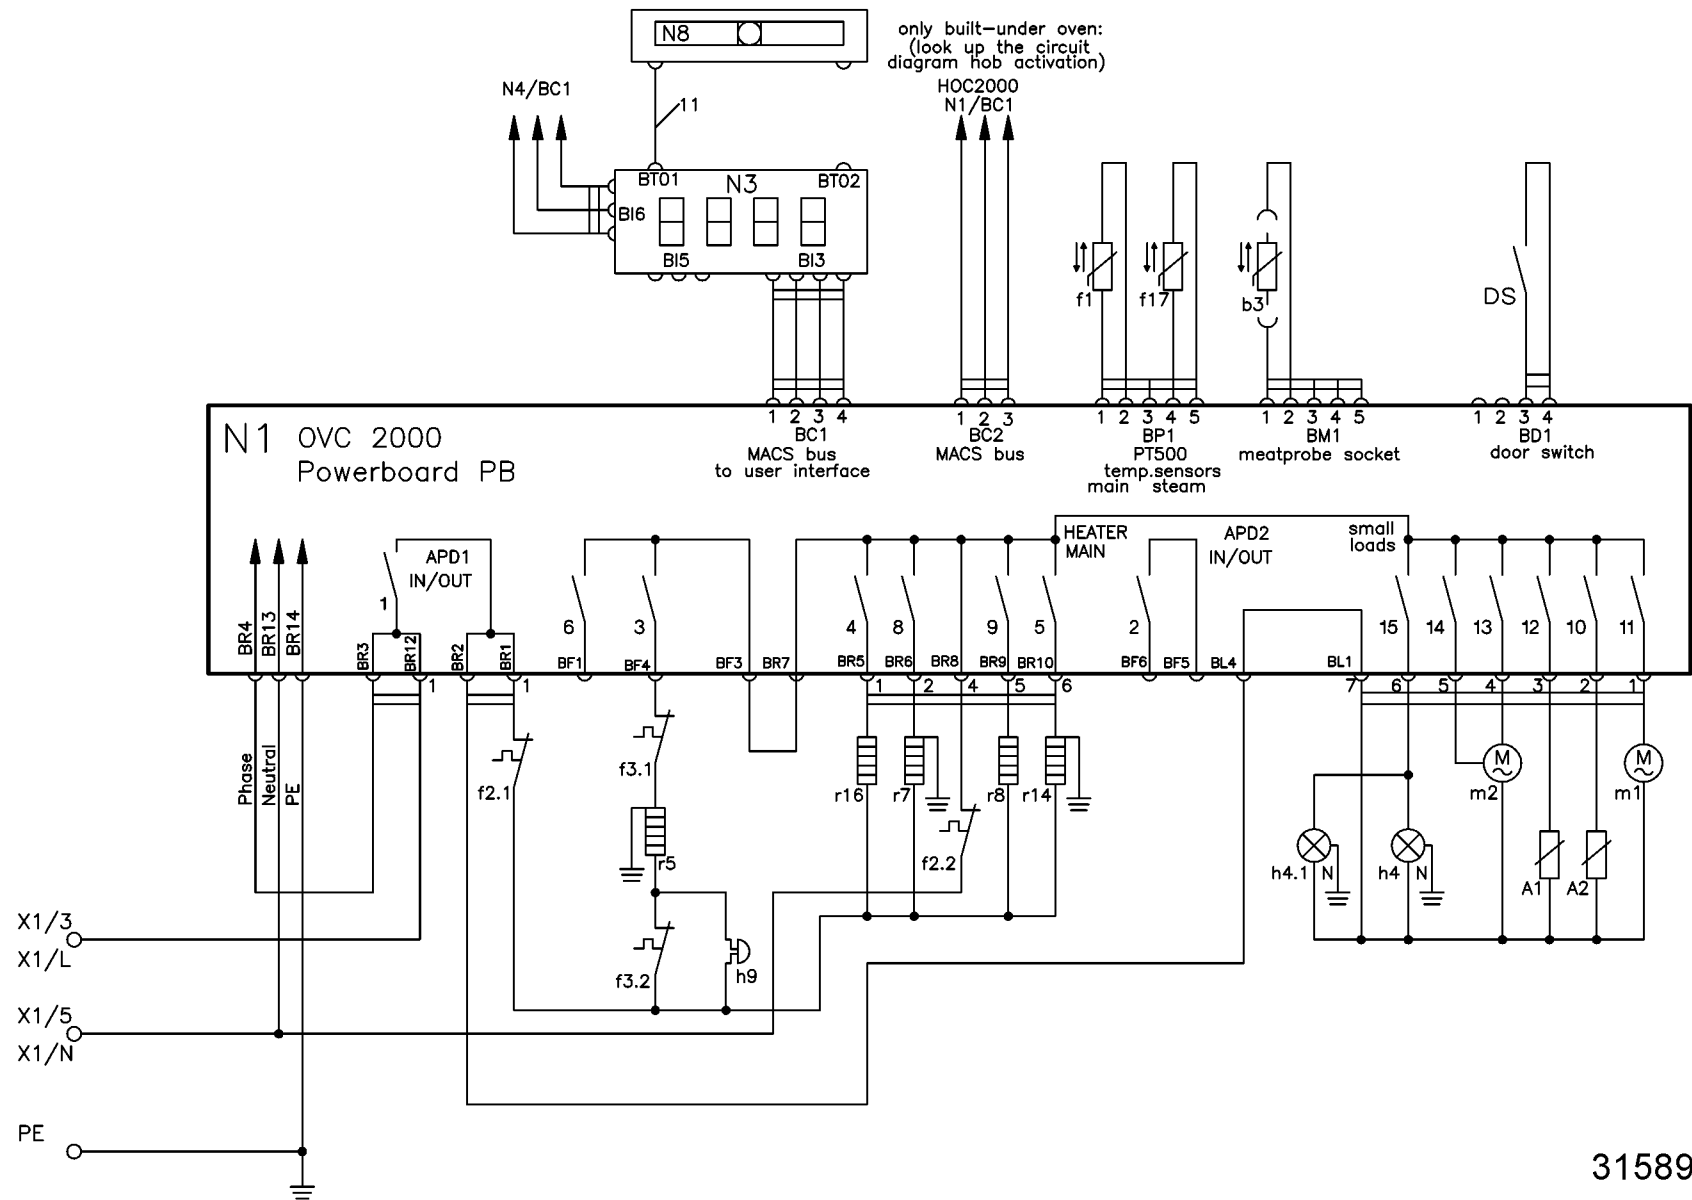 N8
only built-under oven:
(look up the circuit
diagram hob activation)
N4/BC1
HOC2000
N1/BC1
11
BT01
N3
BT02
BI6
BI5
BI3
f1
f17
b3
DS
1 2 3 4
1 2 3
1 2 3 4 5
1 2 3 4 5
1 2 3 4
BC1
MACS bus
to user interface
BC2
MACS bus
BP1
PT500
temp.sensors
main steam
BM1
meatprobe socket
BD1
door switch
N1 OVC 2000
Powerboard PB
APD1
IN/OUT
HEATER
MAIN
APD2
IN/OUT
small
loads
1
6
3
4
8
9
5
2
15
14
13
12
10
11
BR4
BR13
BR14
BR3
BR12
BR2
BR1
BF1
BF4
BF3
BR7
BR5
BR6
BR8
BR9
BR10
BF6
BF5
BL4
BL1
1
1
1 2 4 5 6
7 6 5 4 3 2 1
Phase
Neutral
PE
f2.1
f3.1
r5
f3.2
h9
r16
r7
r8
r14
f2.2
M
m2
M
m1
h4.1
N
h4
N
A1
A2
X1/3
X1/L
X1/5
X1/N
PE
31589